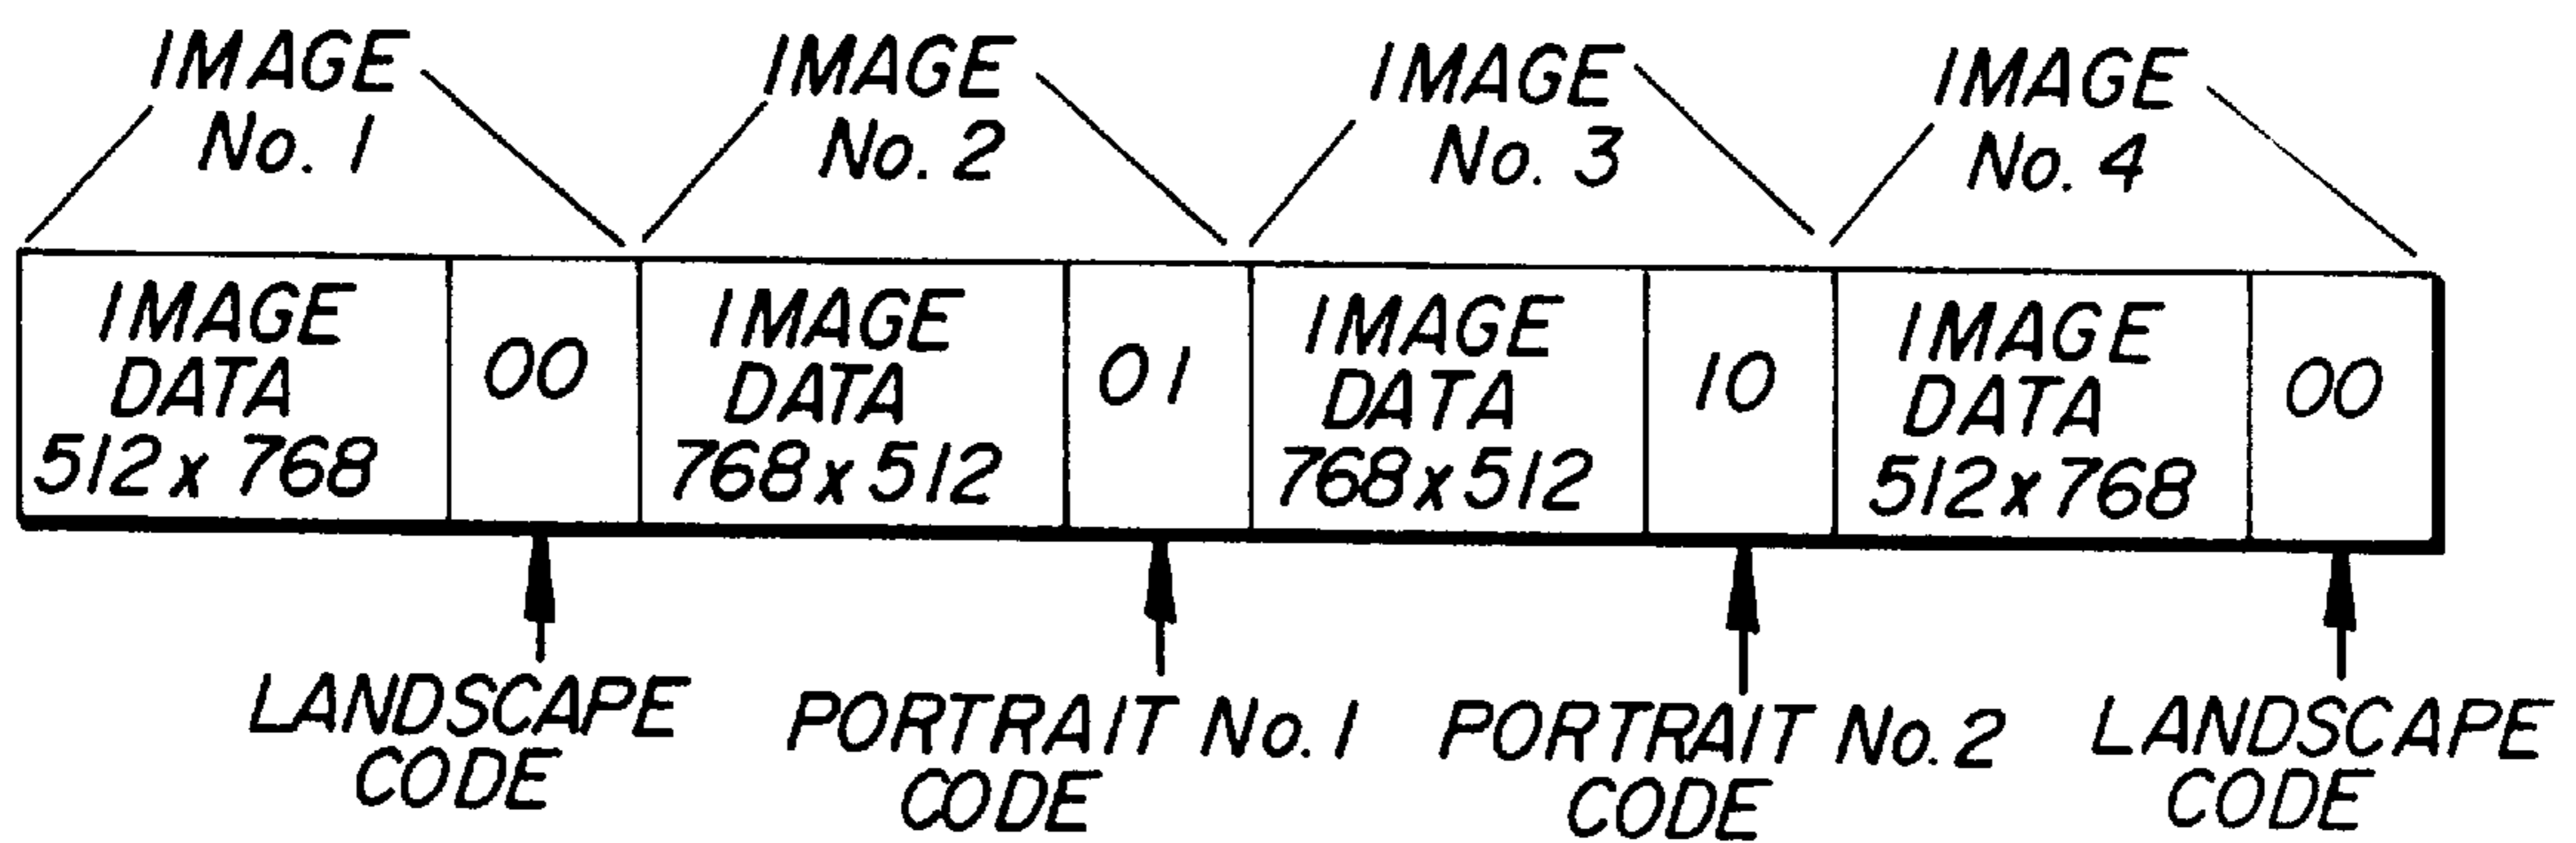 IMAGE
No. 1
IMAGE
No. 2
IMAGE
No. 3
IMAGE
No. 4
IMAGE
DATA
512 x 768
00
IMAGE
DATA
768 x 512
01
IMAGE
DATA
768 x 512
10
IMAGE
DATA
512 x 768
00
LANDSCAPE
CODE
PORTRAIT No. 1
CODE
PORTRAIT No. 2
CODE
LANDSCAPE
CODE